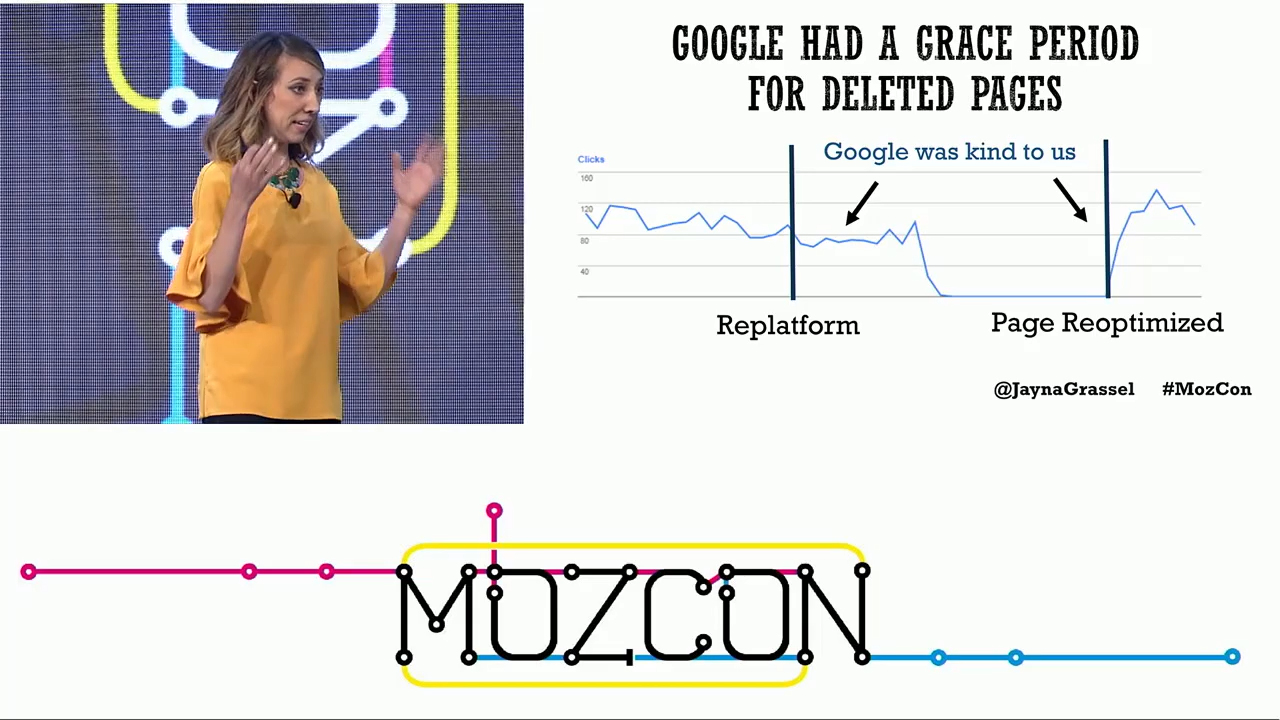 GOOGLE HAD A GRACE PERIOD
FOR DELETED PAGES
Google was kind to us
Clicks
160
120
80
40
Replatform
Page Reoptimized
@JaynaGrassel #MozCon
MOZCON